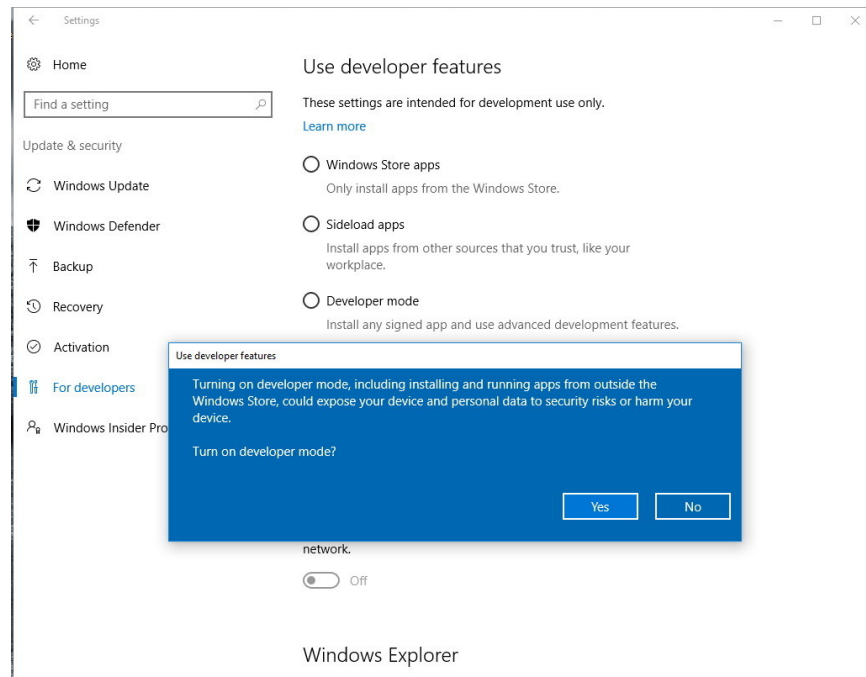 Settings
Home
Find a setting
Update & security
Windows Update
Windows Defender
Backup
Recovery
Activation
For developers
Windows Insider Pro
Use developer features
These settings are intended for development use only.
Learn more
Windows Store apps
Only install apps from the Windows Store.
Sideload apps
Install apps from other sources that you trust, like your
workplace.
Developer mode
Install any signed app and use advanced development features.
Use developer features
Turning on developer mode, including installing and running apps from outside the
Windows Store, could expose your device and personal data to security risks or harm your
device.
Turn on developer mode?
Yes
No
network.
Off
Windows Explorer